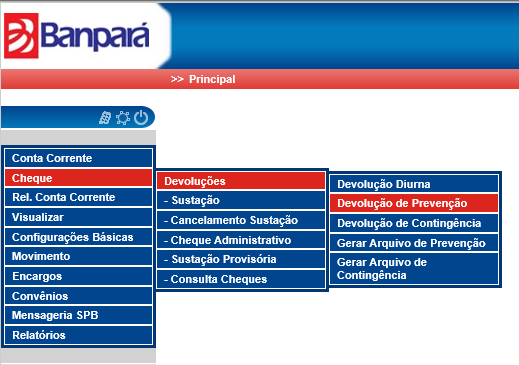 Banpará
>> Principal
Conta Corrente
Cheque
Rel. Conta Corrente
Visualizar
Configurações Básicas
Movimento
Encargos
Convênios
Mensageria SPB
Relatórios
Devoluções
- Sustação
- Cancelamento Sustação
- Cheque Administrativo
- Sustação Provisória
- Consulta Cheques
Devolução Diurna
Devolução de Prevenção
Devolução de Contingência
Gerar Arquivo de Prevenção
Gerar Arquivo de
Contingência